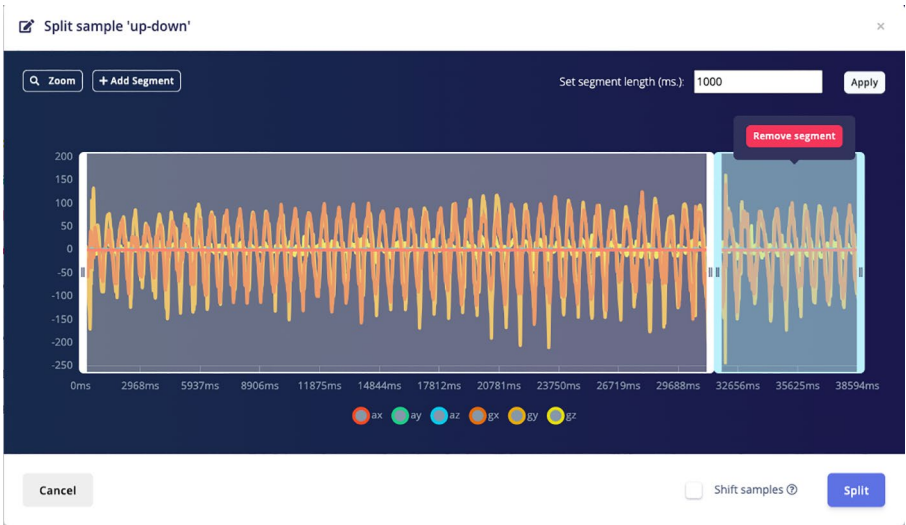 Split sample 'up-down'
×
Zoom
+ Add Segment
Set segment length (ms.): 1000
Apply
Remove segment
200
150
100
50
0
-50
-100
-150
-200
-250
0ms 2968ms 5937ms 8906ms 11875ms 14844ms 17812ms 20781ms 23750ms 26719ms 29688ms 32656ms 35625ms 38594ms
ax ay az gx gy gz
Cancel
Shift samples ?
Split